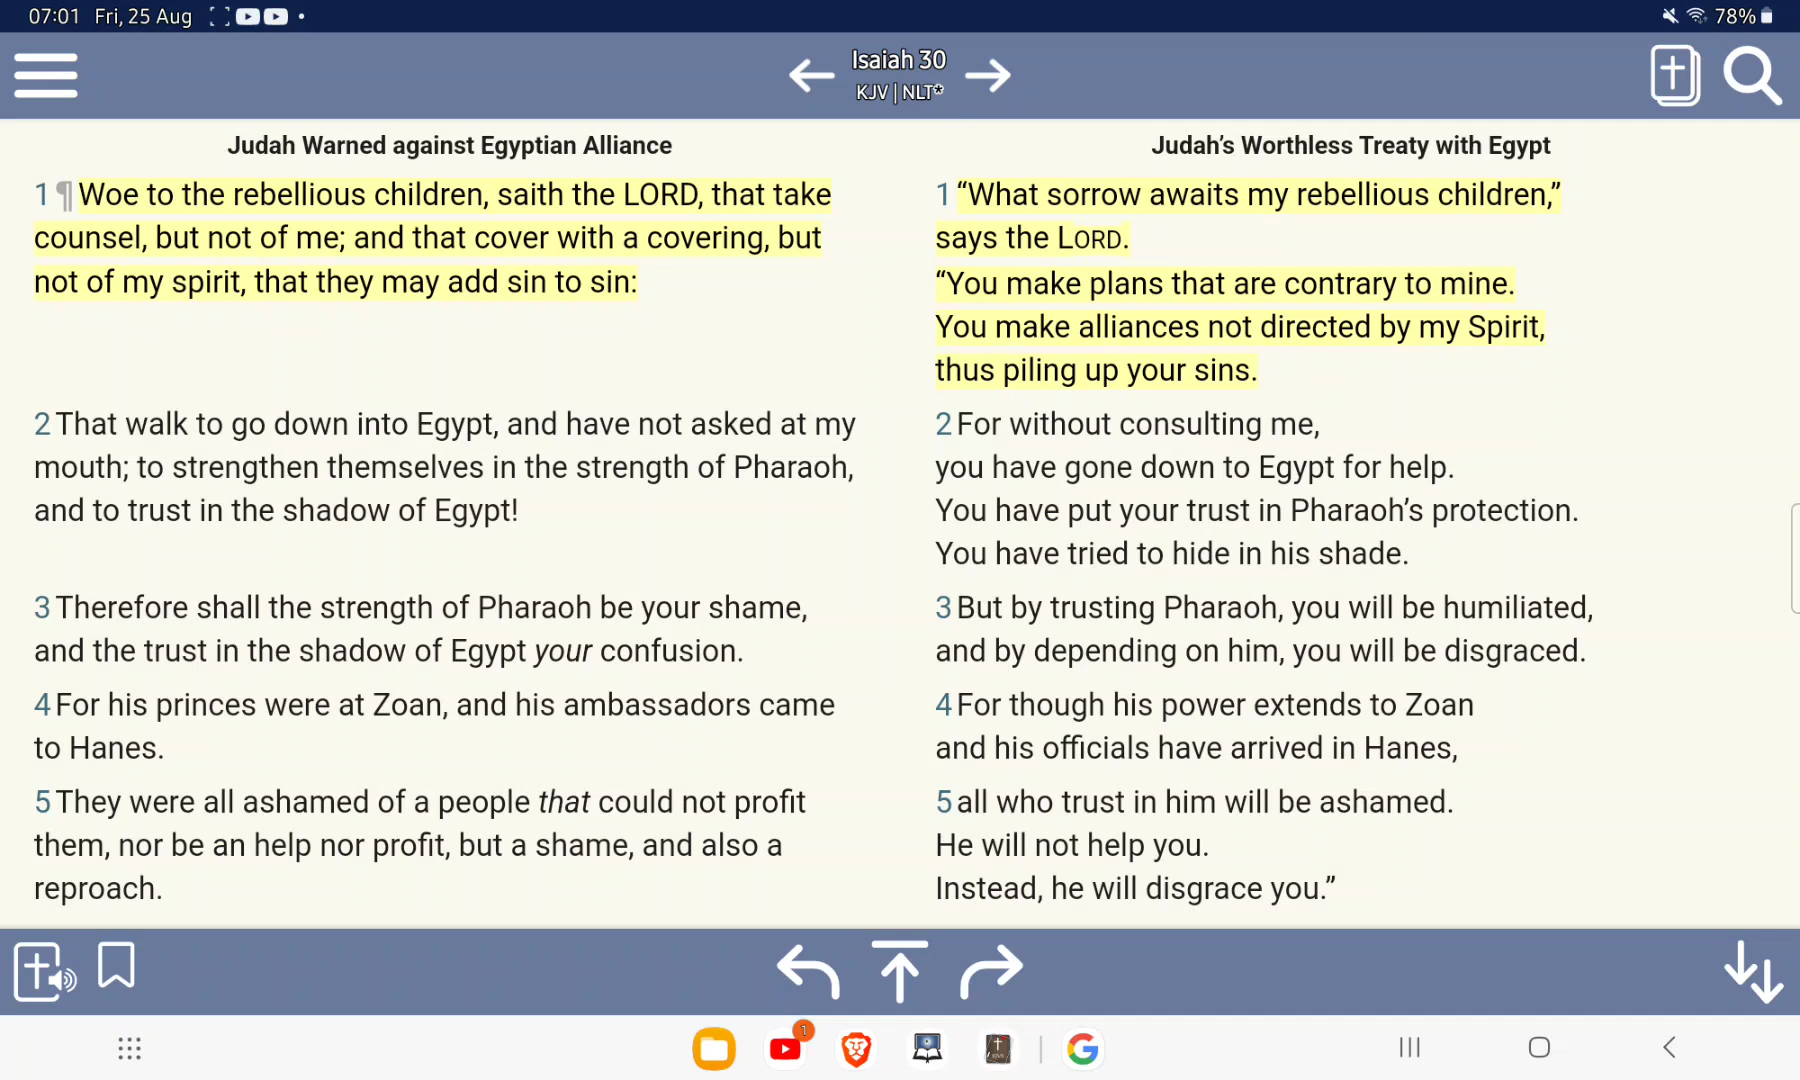 07:01 Fri, 25 Aug
78%
Isaiah 30
KJV | NLT*
Judah Warned against Egyptian Alliance
1 ¶ Woe to the rebellious children, saith the LORD, that take
counsel, but not of me; and that cover with a covering, but
not of my spirit, that they may add sin to sin:
2 That walk to go down into Egypt, and have not asked at my
mouth; to strengthen themselves in the strength of Pharaoh,
and to trust in the shadow of Egypt!
3 Therefore shall the strength of Pharaoh be your shame,
and the trust in the shadow of Egypt your confusion.
4 For his princes were at Zoan, and his ambassadors came
to Hanes.
5 They were all ashamed of a people that could not profit
them, nor be an help nor profit, but a shame, and also a
reproach.
Judah’s Worthless Treaty with Egypt
1 “What sorrow awaits my rebellious children,”
says the LORD.
“You make plans that are contrary to mine.
You make alliances not directed by my Spirit,
thus piling up your sins.
2 For without consulting me,
you have gone down to Egypt for help.
You have put your trust in Pharaoh’s protection.
You have tried to hide in his shade.
3 But by trusting Pharaoh, you will be humiliated,
and by depending on him, you will be disgraced.
4 For though his power extends to Zoan
and his officials have arrived in Hanes,
5 all who trust in him will be ashamed.
He will not help you.
Instead, he will disgrace you.”
1